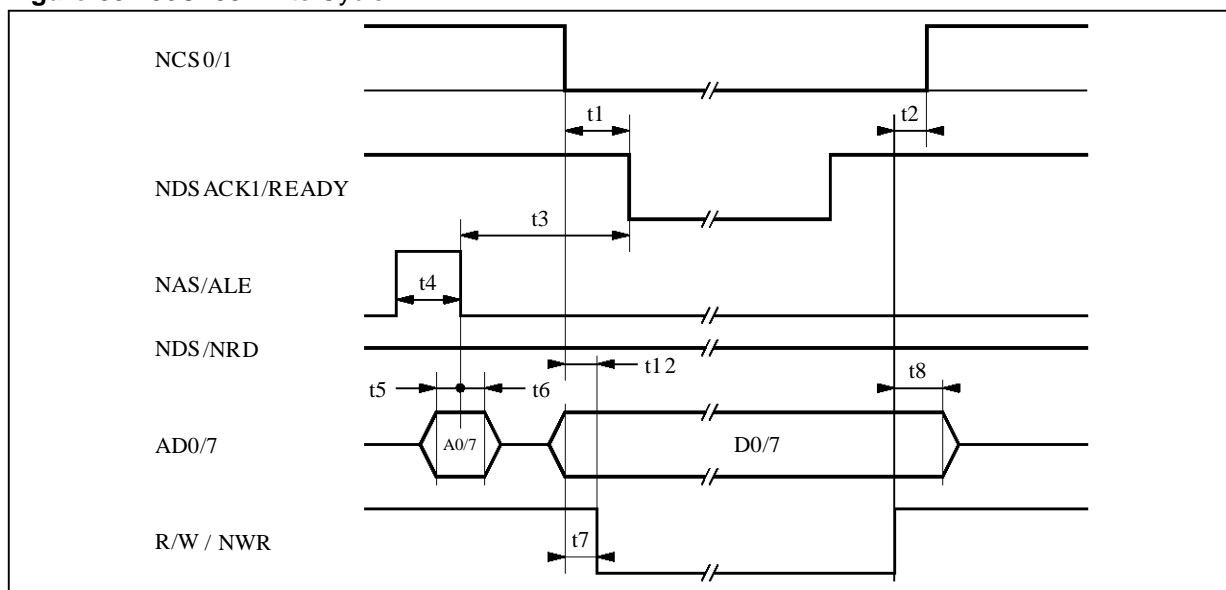 NCS0/1
t1
t2
NDSACK1/READY
t3
NAS/ALE
t4
NDS/NRD
t12
t5
t6
t8
AD0/7
A0/7
D0/7
R/W / NWR
t7